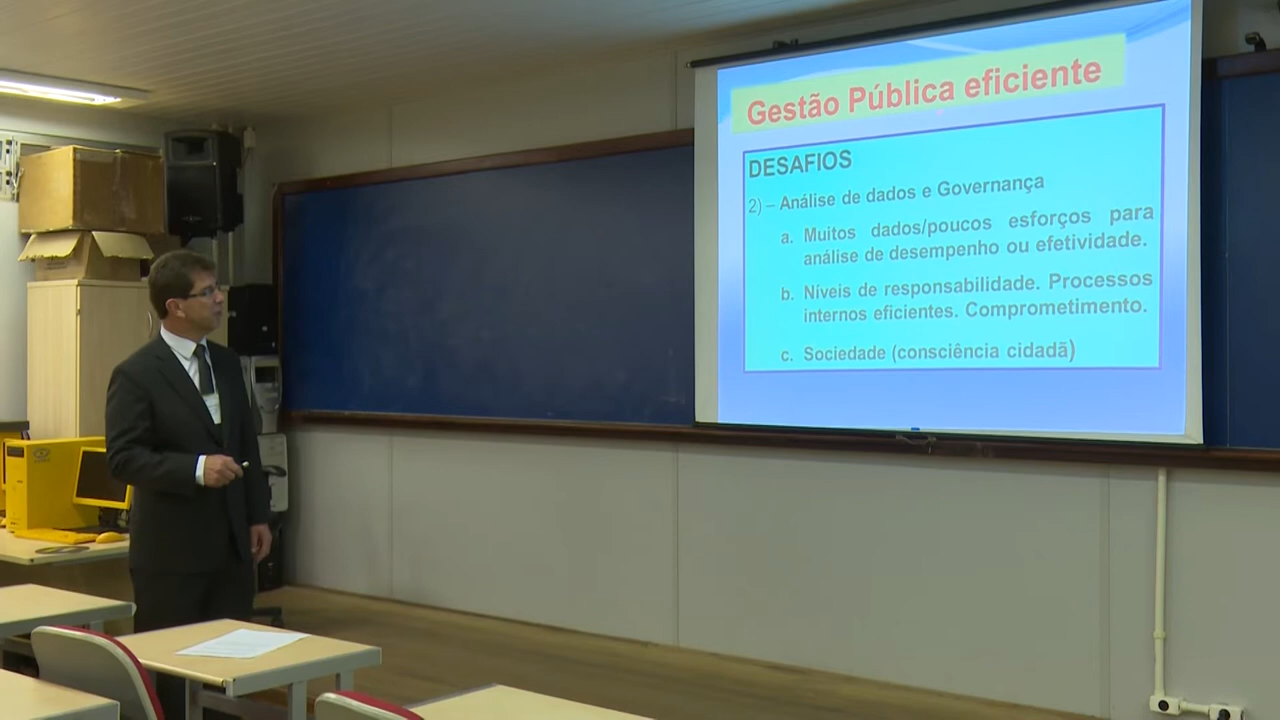 Gestão Pública eficiente
DESAFIOS
2) – Análise de dados e Governança
a. Muitos dados/poucos esforços para
análise de desempenho ou efetividade.
b. Níveis de responsabilidade. Processos
internos eficientes. Comprometimento.
c. Sociedade (consciência cidadã)